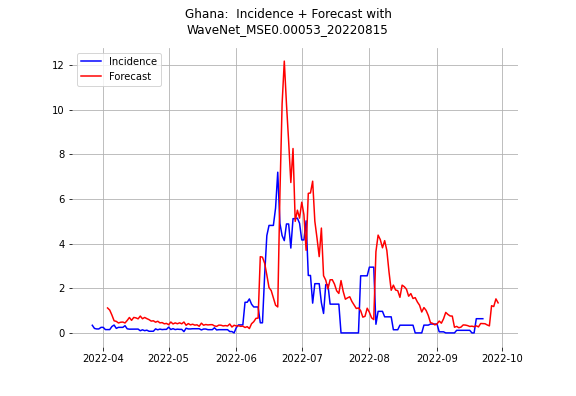 Ghana:  Incidence + Forecast with
WaveNet_MSE0.00053_20220815
Incidence
Forecast
12
10
8
6
4
2
0
2022-04 2022-05 2022-06 2022-07 2022-08 2022-09 2022-10